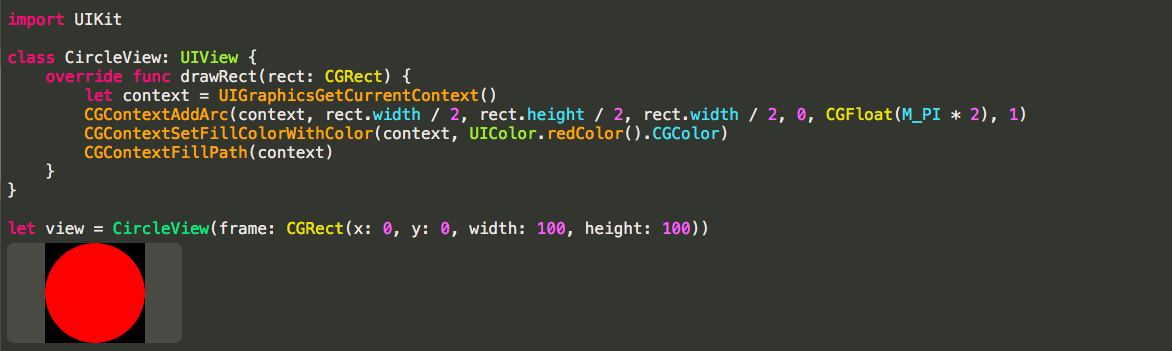 import UIKit
class CircleView: UIView {
override func drawRect(rect: CGRect) {
let context = UIGraphicsGetCurrentContext()
CGContextAddArc(context, rect.width / 2, rect.height / 2, rect.width / 2, 0, CGFloat(M_PI * 2), 1)
CGContextSetFillColorWithColor(context, UIColor.redColor().CGColor)
CGContextFillPath(context)
}
}
let view = CircleView(frame: CGRect(x: 0, y: 0, width: 100, height: 100))